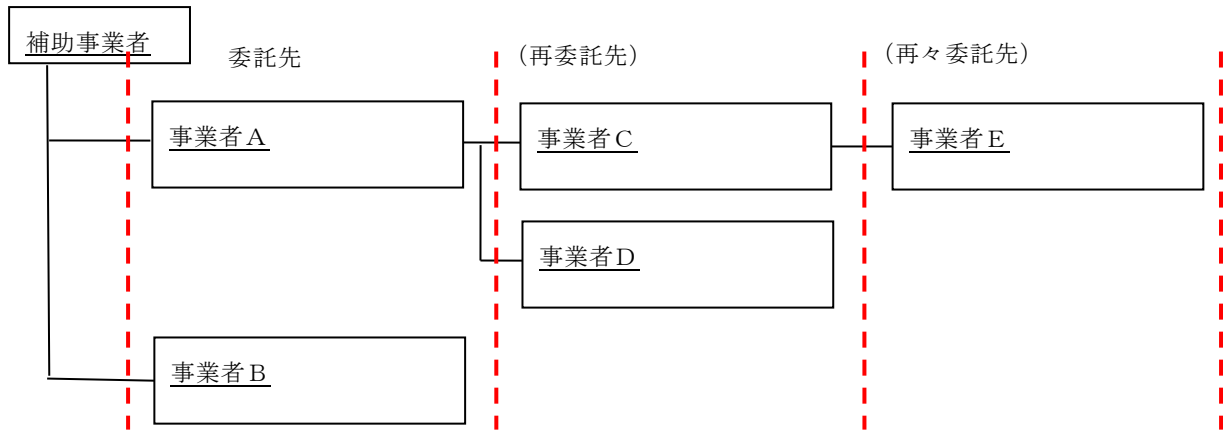 補助事業者
委託先
（再委託先）
（再々委託先）
事業者Ａ
事業者Ｃ
事業者Ｅ
事業者Ｄ
事業者Ｂ